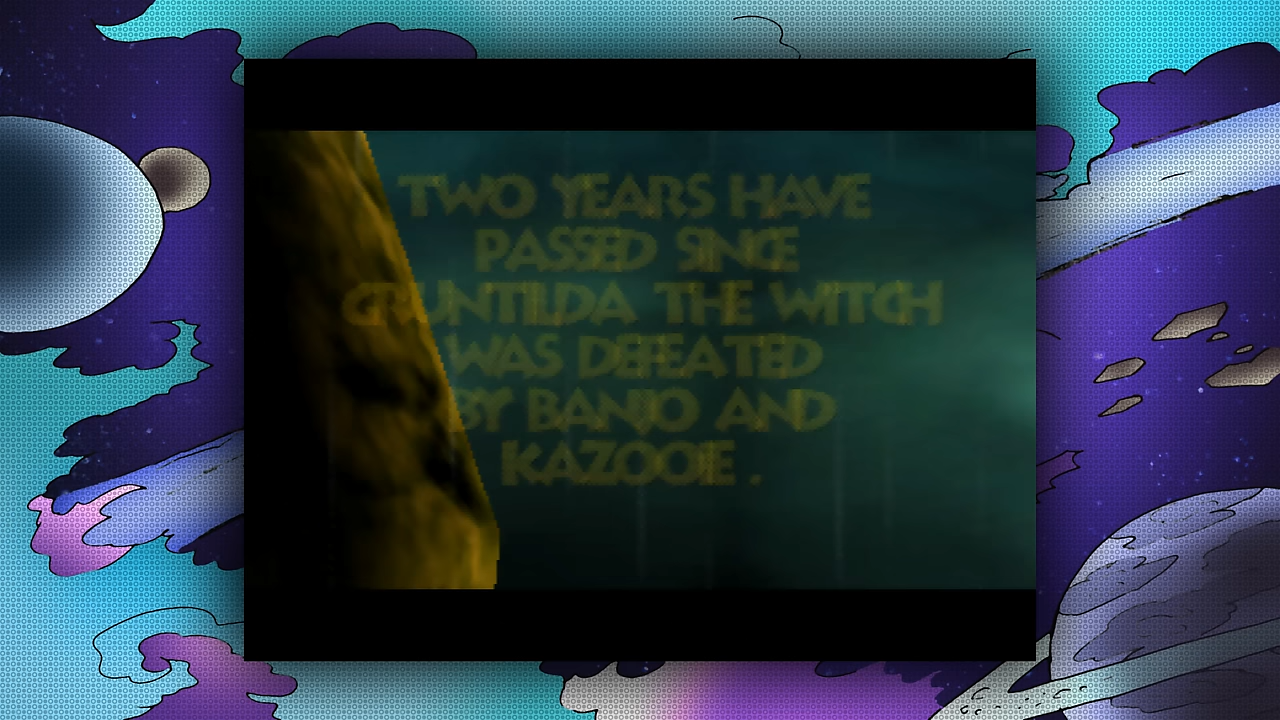 TWO YEARS HAVE
PASSED SINCE
GRUNTILDA THE WITCH
WAS DEFEATED
BY BANJO AND
KAZOOIE .